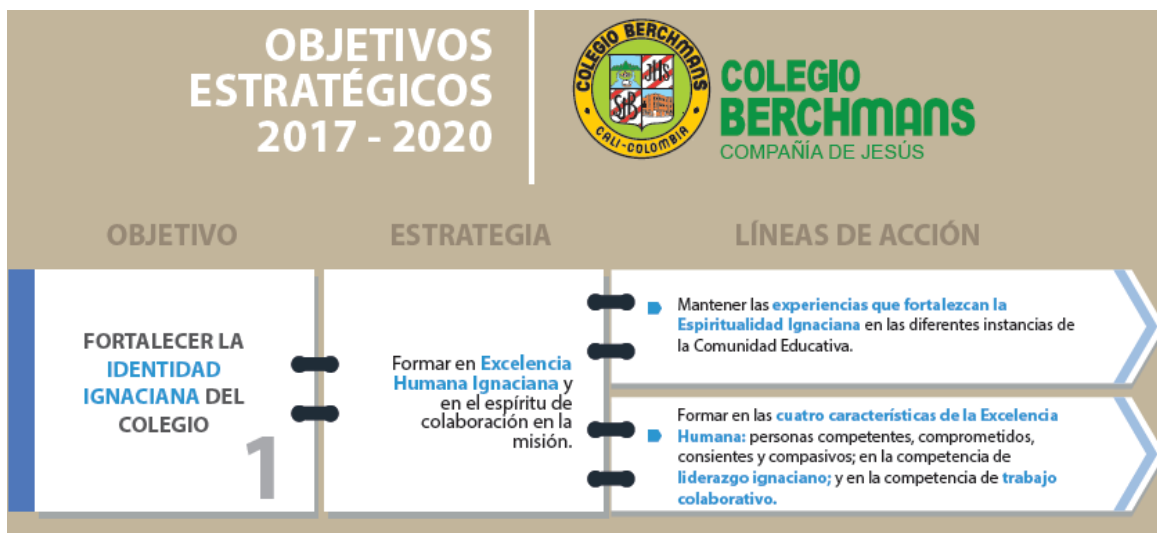 OBJETIVOS
ESTRATÉGICOS
2017 - 2020
COLEGIO BERCHMANS
JHS
StB
CALI-COLOMBIA
COLEGIO
BERCHMANS
COMPAÑÍA DE JESÚS
OBJETIVO
ESTRATEGIA
LÍNEAS DE ACCIÓN
FORTALECER LA
IDENTIDAD
IGNACIANA DEL
COLEGIO
1
Formar en Excelencia
Humana Ignaciana y
en el espíritu de
colaboración en la
misión.
Mantener las experiencias que fortalezcan la
Espiritualidad Ignaciana en las diferentes instancias de
la Comunidad Educativa.
Formar en las cuatro características de la Excelencia
Humana: personas competentes, comprometidos,
consientes y compasivos; en la competencia de
liderazgo ignaciano; y en la competencia de trabajo
colaborativo.